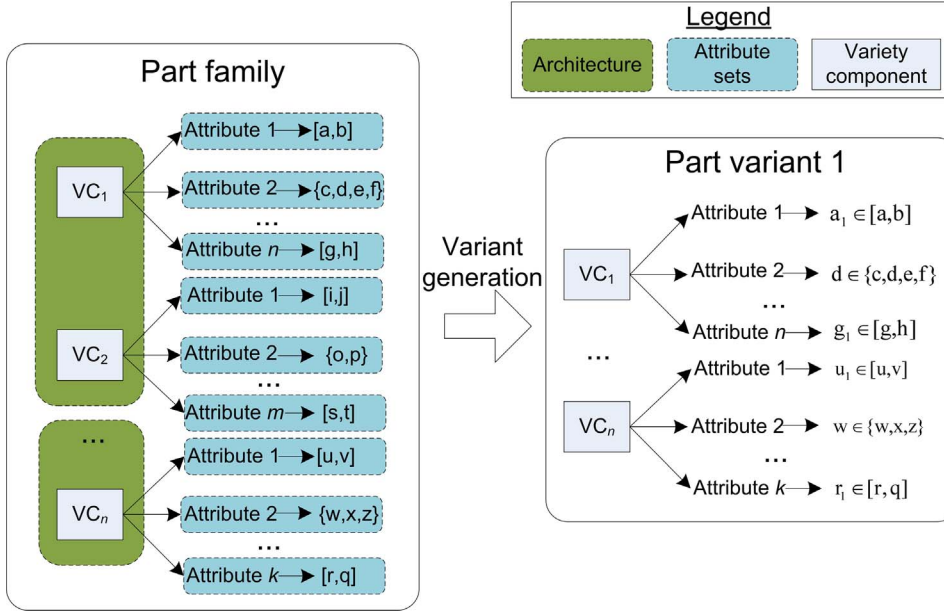 Legend
Architecture
Attribute
sets
Variety
component
Part family
VC₁
Attribute 1 [a,b]
Attribute 2 {c,d,e,f}
...
Attribute n [g,h]
VC₂
Attribute 1 [i,j]
Attribute 2 {o,p}
...
Attribute m [s,t]
...
VCₙ
Attribute 1 [u,v]
Attribute 2 {w,x,z}
...
Attribute k [r,q]
Variant
generation
Part variant 1
VC₁
Attribute 1 a₁ ∈ [a,b]
Attribute 2 d ∈ {c,d,e,f}
...
Attribute n g₁ ∈ [g,h]
...
VCₙ
Attribute 1 u₁ ∈ [u,v]
Attribute 2 w ∈ {w,x,z}
...
Attribute k r₁ ∈ [r,q]